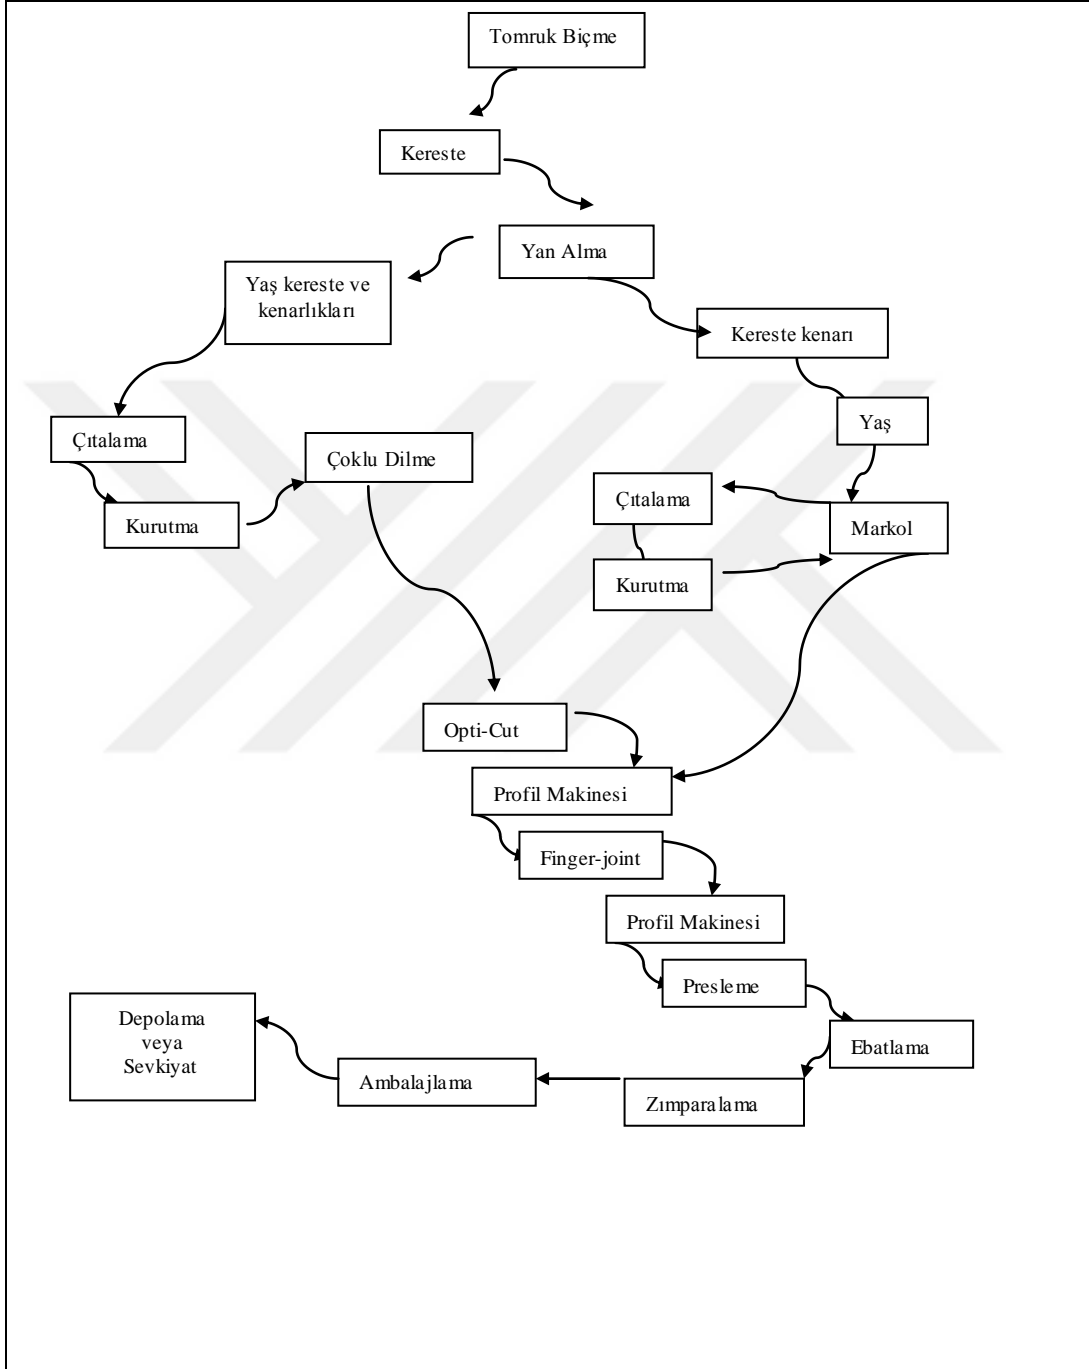 Tomruk Biçme
Kereste
Yan Alma
Yaş kereste ve
kenarlıkları
Kereste kenarı
Yaş
Çıtalama
Çoklu Dilme
Kurutma
Çıtalama
Markol
Kurutma
Opti-Cut
Profil Makinesi
Finger-joint
Profil Makinesi
Presleme
Depolama
veya
Sevkiyat
Ebatlama
Ambalajlama
Zımparalama